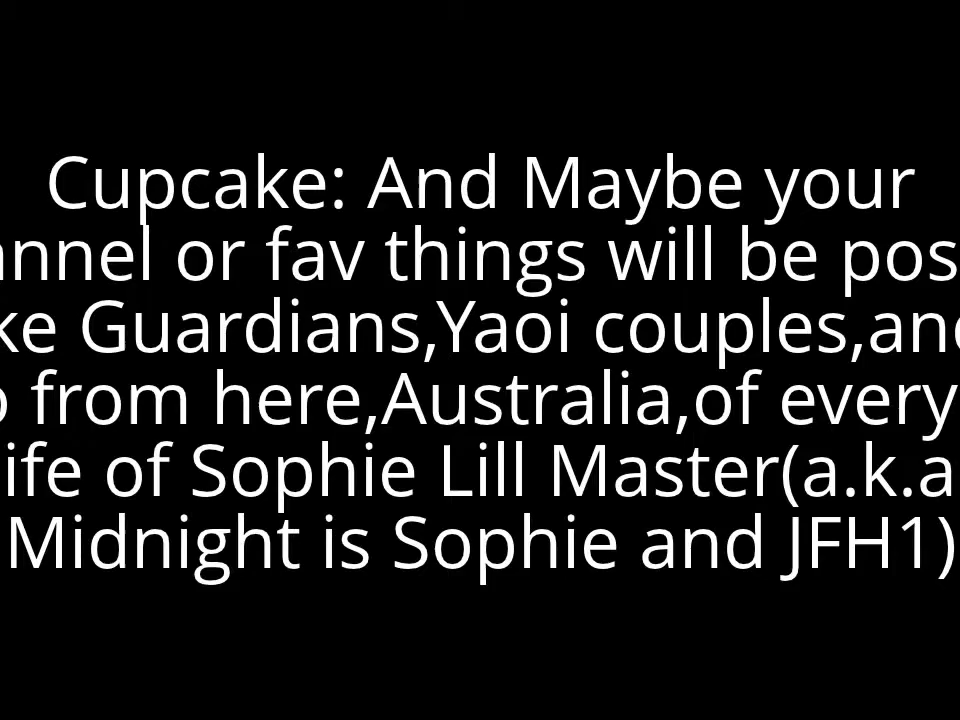 Cupcake: And Maybe your
annel or fav things will be pos
ke Guardians,Yaoi couples,and
o from here,Australia,of every
ife of Sophie Lill Master(a.k.a
Midnight is Sophie and JFH1)